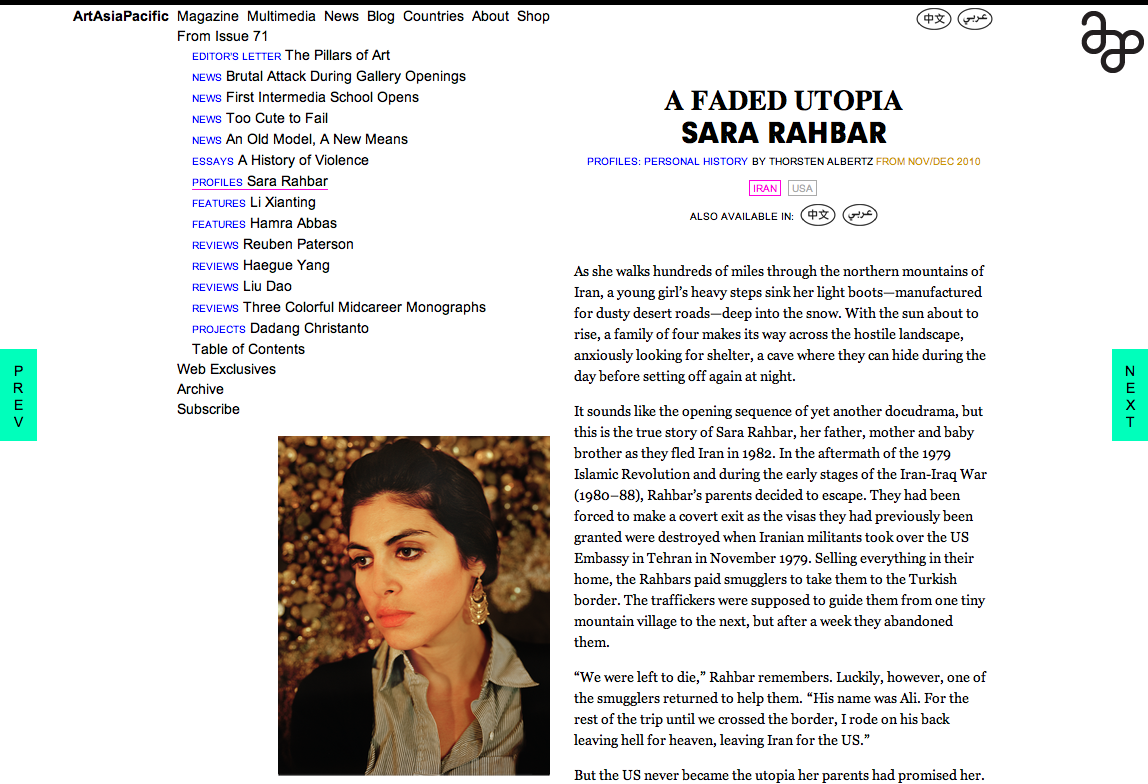 ArtAsiaPacific Magazine Multimedia News Blog Countries About Shop
From Issue 71
EDITOR'S LETTER The Pillars of Art
NEWS Brutal Attack During Gallery Openings
NEWS First Intermedia School Opens
NEWS Too Cute to Fail
NEWS An Old Model, A New Means
ESSAYS A History of Violence
PROFILES Sara Rahbar
FEATURES Li Xianting
FEATURES Hamra Abbas
REVIEWS Reuben Paterson
REVIEWS Haegue Yang
REVIEWS Liu Dao
REVIEWS Three Colorful Midcareer Monographs
PROJECTS Dadang Christanto
Table of Contents
Web Exclusives
Archive
Subscribe
PREV
中文 عربي
aap
A FADED UTOPIA
SARA RAHBAR
PROFILES: PERSONAL HISTORY BY THORSTEN ALBERTZ FROM NOV/DEC 2010
IRAN USA
ALSO AVAILABLE IN: 中文 عربي
As she walks hundreds of miles through the northern mountains of
Iran, a young girl’s heavy steps sink her light boots—manufactured
for dusty desert roads—deep into the snow. With the sun about to
rise, a family of four makes its way across the hostile landscape,
anxiously looking for shelter, a cave where they can hide during the
day before setting off again at night.
It sounds like the opening sequence of yet another docudrama, but
this is the true story of Sara Rahbar, her father, mother and baby
brother as they fled Iran in 1982. In the aftermath of the 1979
Islamic Revolution and during the early stages of the Iran-Iraq War
(1980–88), Rahbar’s parents decided to escape. They had been
forced to make a covert exit as the visas they had previously been
granted were destroyed when Iranian militants took over the US
Embassy in Tehran in November 1979. Selling everything in their
home, the Rahbars paid smugglers to take them to the Turkish
border. The traffickers were supposed to guide them from one tiny
mountain village to the next, but after a week they abandoned
them.
“We were left to die,” Rahbar remembers. Luckily, however, one of
the smugglers returned to help them. “His name was Ali. For the
rest of the trip until we crossed the border, I rode on his back
leaving hell for heaven, leaving Iran for the US.”
But the US never became the utopia her parents had promised her.
NEXT